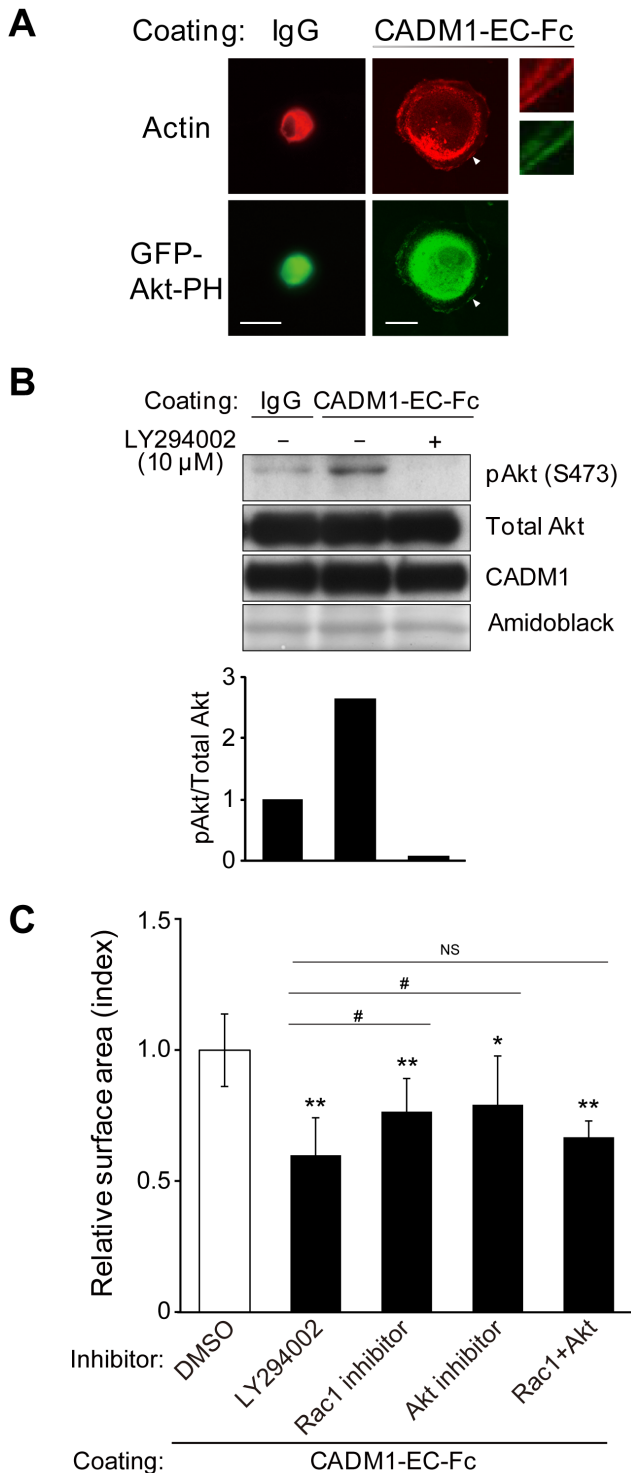 A
Coating: IgG CADM1-EC-Fc
Actin
GFP-
Akt-PH
B
Coating: IgG CADM1-EC-Fc
LY294002 – – +
(10 µM)
pAkt (S473)
Total Akt
CADM1
Amidoblack
3
2
1
0
pAkt/Total Akt
C
1.5
1.0
0.5
0
Relative surface area (index)
NS
#
#
** ** * **
Inhibitor: DMSO LY294002 Rac1 inhibitor Akt inhibitor Rac1+Akt
Coating: CADM1-EC-Fc